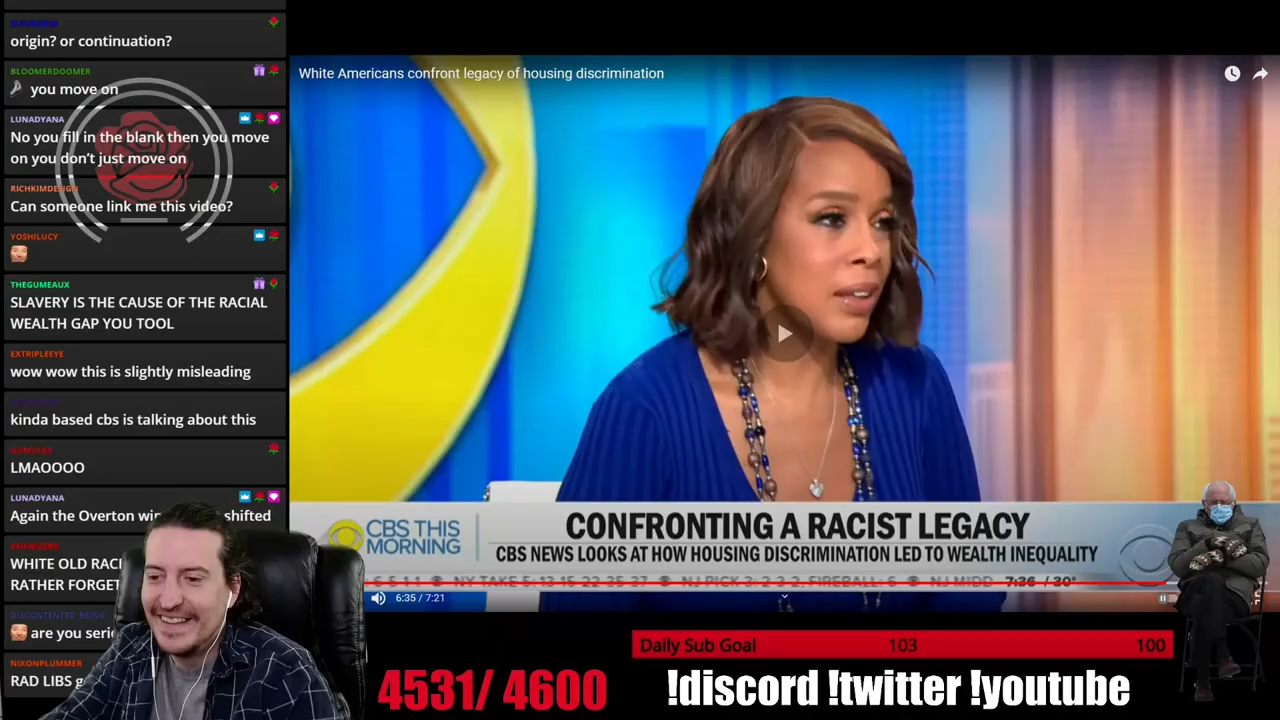 origin? or continuation?
BLOOMERDOOMER
you move on
LUNADYANA
No you fill in the blank then you move
on you don't just move on
RICHKIMDESIGN
Can someone link me this video?
YOSHILUCY
THEGUMEAUX
SLAVERY IS THE CAUSE OF THE RACIAL
WEALTH GAP YOU TOOL
EXTRIPLEEYE
wow wow this is slightly misleading
kinda based cbs is talking about this
LMAOOOO
LUNADYANA
Again the Overton shifted
WHITE OLD
RATHER FORGET
DISCONTENTED_BEING
are you
NIXONPLUMMER
RAD LIBS
White Americans confront legacy of housing discrimination
CBS THIS
MORNING
CONFRONTING A RACIST LEGACY
CBS NEWS LOOKS AT HOW HOUSING DISCRIMINATION LED TO WEALTH INEQUALITY
7:36 / 30°
6:35 / 7:21
Daily Sub Goal 103 100
4531/ 4600
!discord !twitter !youtube